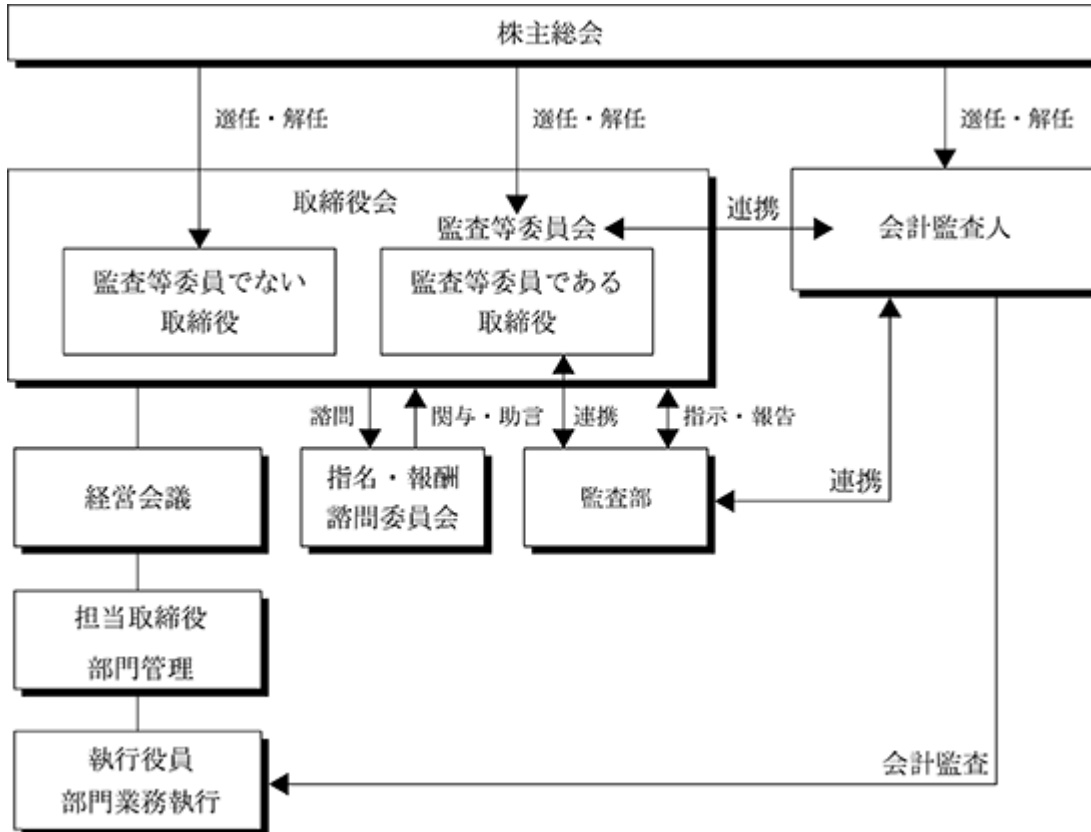 株主総会
選任・解任
選任・解任
選任・解任
取締役会
監査等委員会
連携
会計監査人
監査等委員でない
取締役
監査等委員である
取締役
諮問
関与・助言
連携
指示・報告
経営会議
指名・報酬
諮問委員会
監査部
連携
担当取締役
部門管理
執行役員
部門業務執行
会計監査